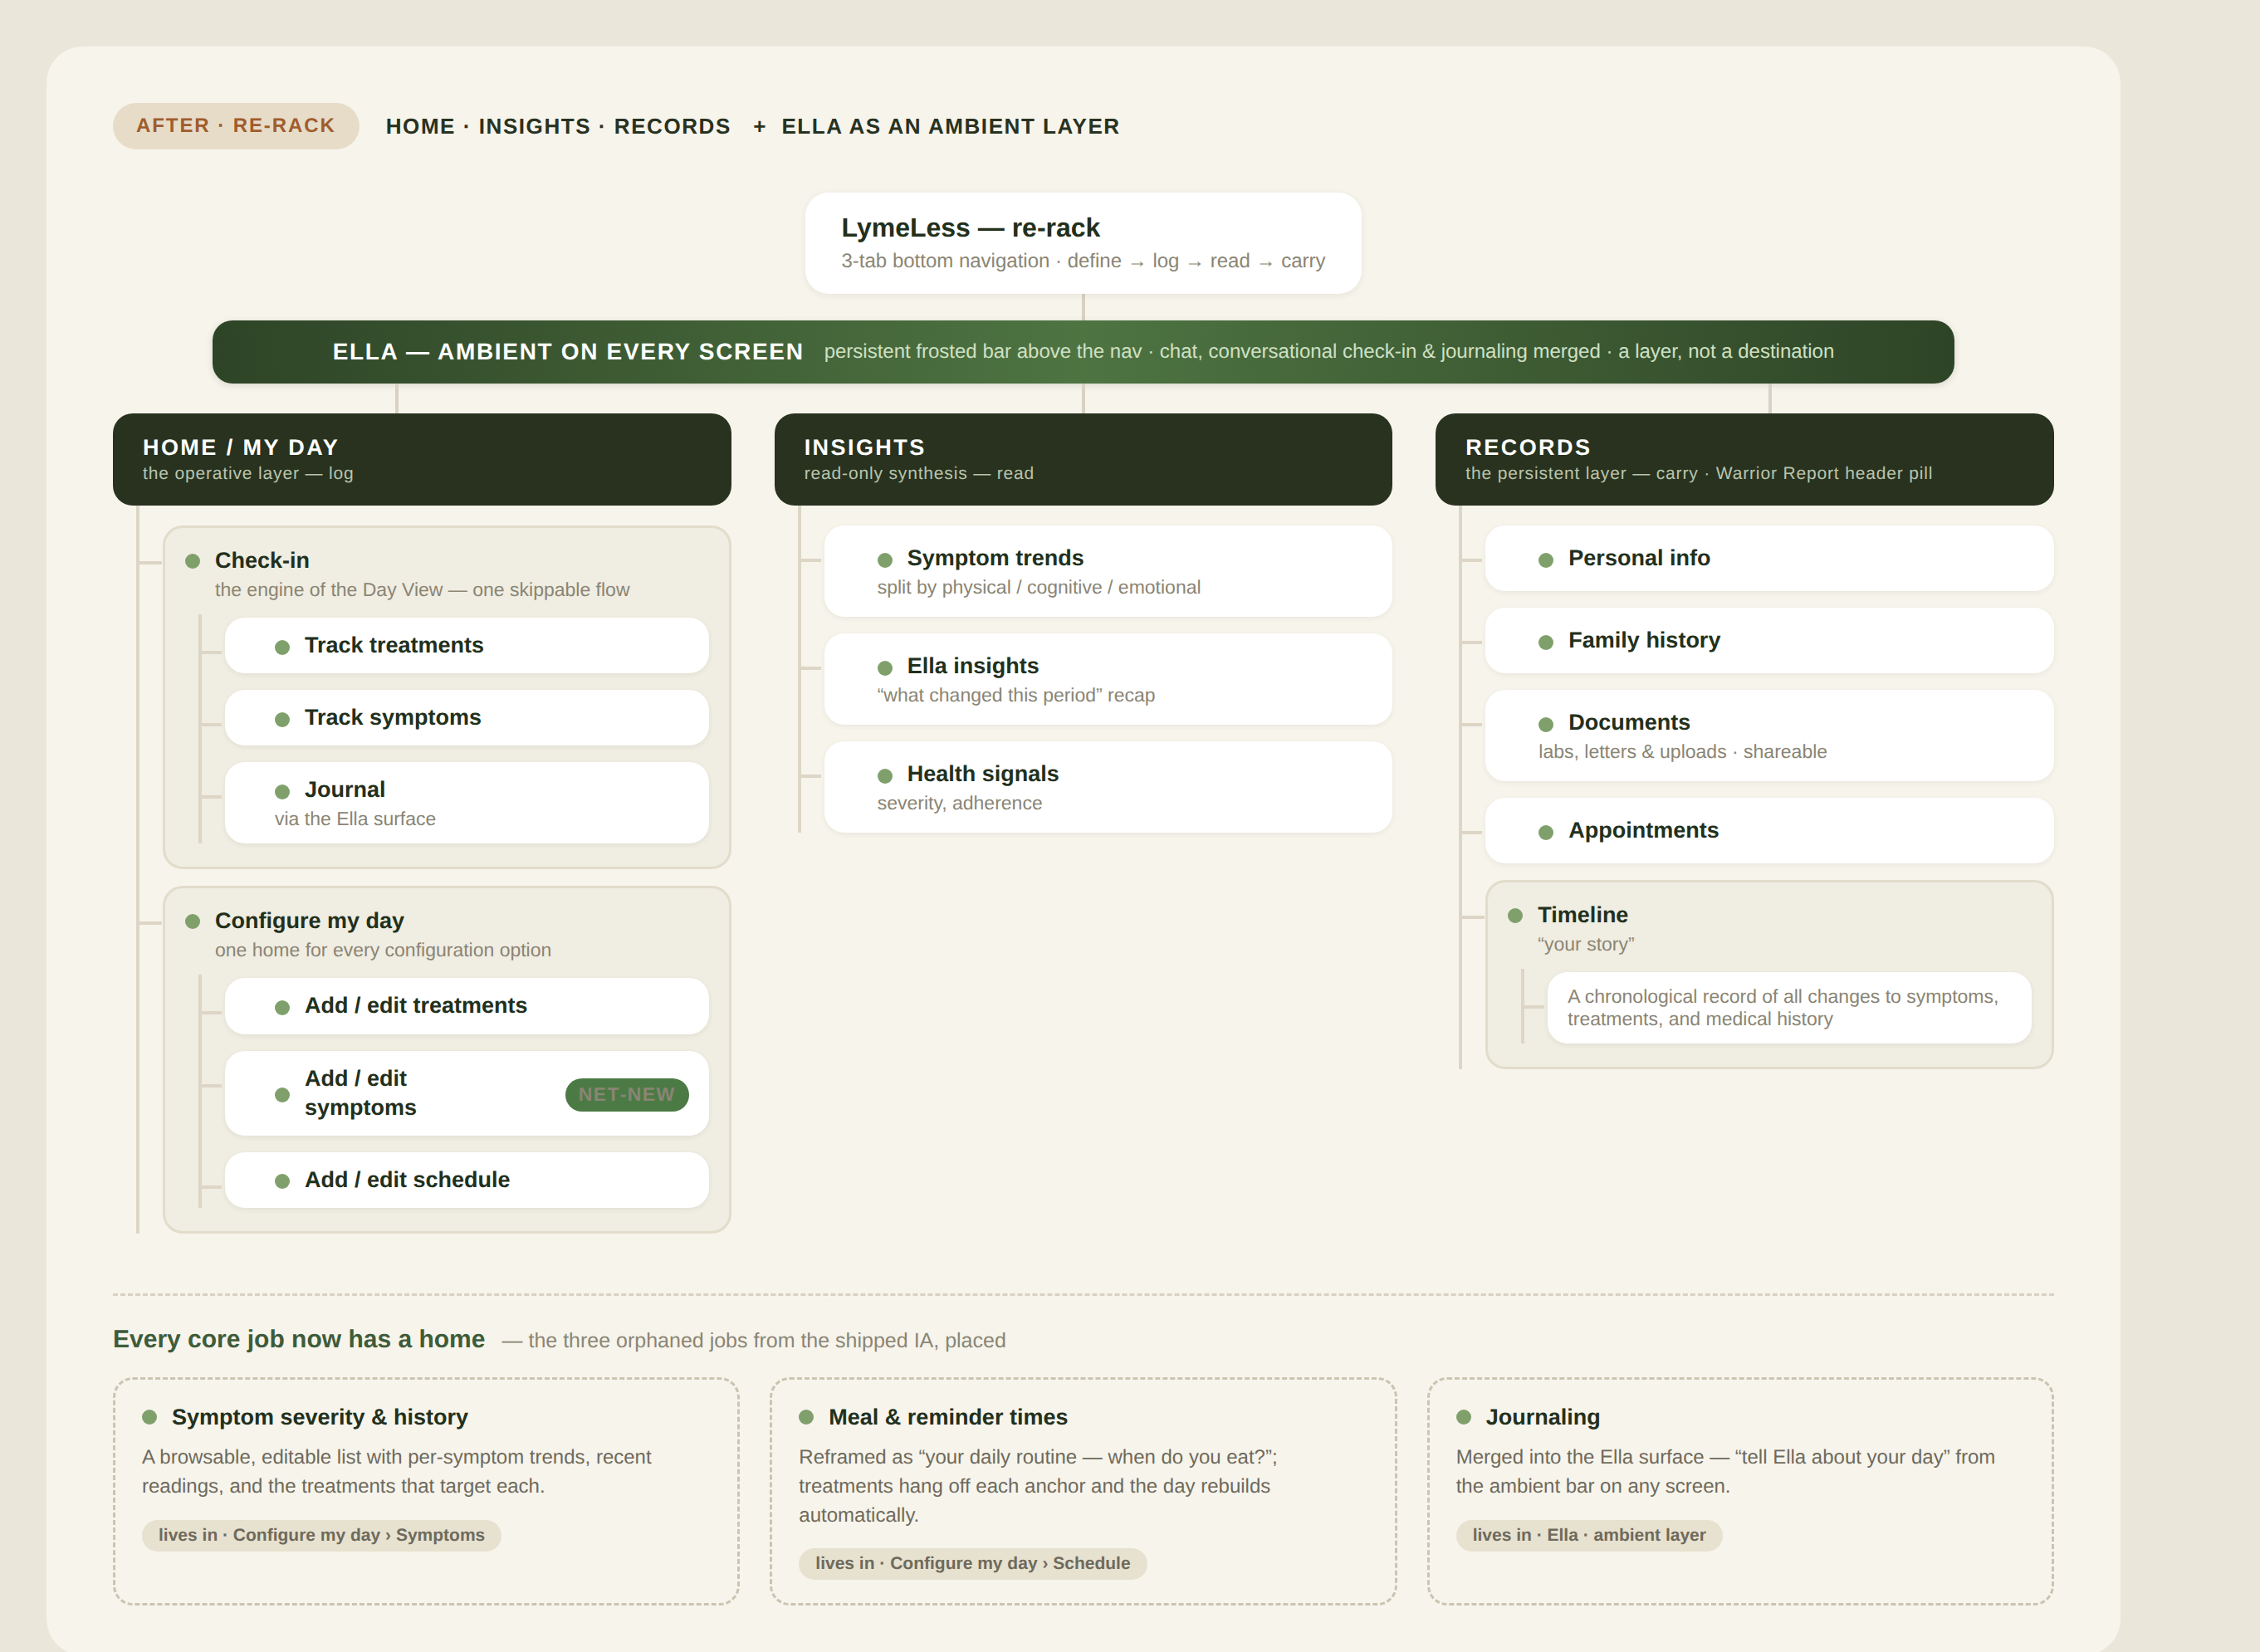 AFTER · RE-RACK
HOME · INSIGHTS · RECORDS + ELLA AS AN AMBIENT LAYER
LymeLess — re-rack
3-tab bottom navigation · define → log → read → carry
ELLA — AMBIENT ON EVERY SCREEN persistent frosted bar above the nav · chat, conversational check-in & journaling merged · a layer, not a destination
HOME / MY DAY
the operative layer — log
Check-in
the engine of the Day View — one skippable flow
Track treatments
Track symptoms
Journal
via the Ella surface
Configure my day
one home for every configuration option
Add / edit treatments
Add / edit
symptoms
NET-NEW
Add / edit schedule
INSIGHTS
read-only synthesis — read
Symptom trends
split by physical / cognitive / emotional
Ella insights
“what changed this period” recap
Health signals
severity, adherence
RECORDS
the persistent layer — carry · Warrior Report header pill
Personal info
Family history
Documents
labs, letters & uploads · shareable
Appointments
Timeline
“your story”
A chronological record of all changes to symptoms,
treatments, and medical history
Every core job now has a home — the three orphaned jobs from the shipped IA, placed
Symptom severity & history
A browsable, editable list with per-symptom trends, recent
readings, and the treatments that target each.
lives in · Configure my day › Symptoms
Meal & reminder times
Reframed as “your daily routine — when do you eat?”;
treatments hang off each anchor and the day rebuilds
automatically.
lives in · Configure my day › Schedule
Journaling
Merged into the Ella surface — “tell Ella about your day” from
the ambient bar on any screen.
lives in · Ella · ambient layer